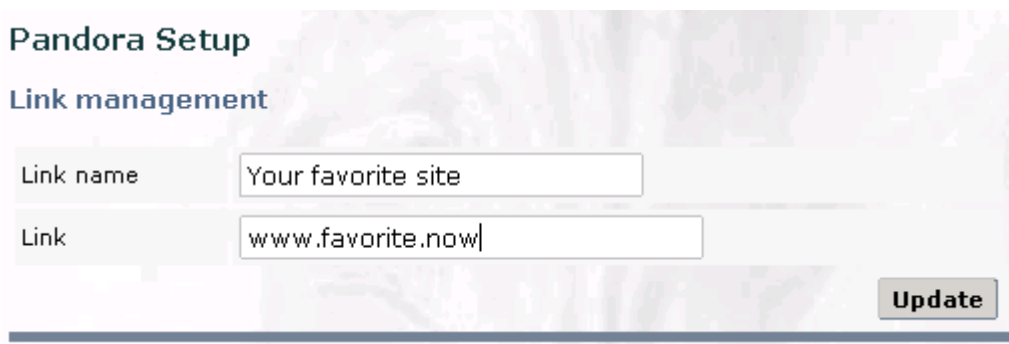 Pandora Setup
Link management
Link name Your favorite site
Link www.favorite.now
Update